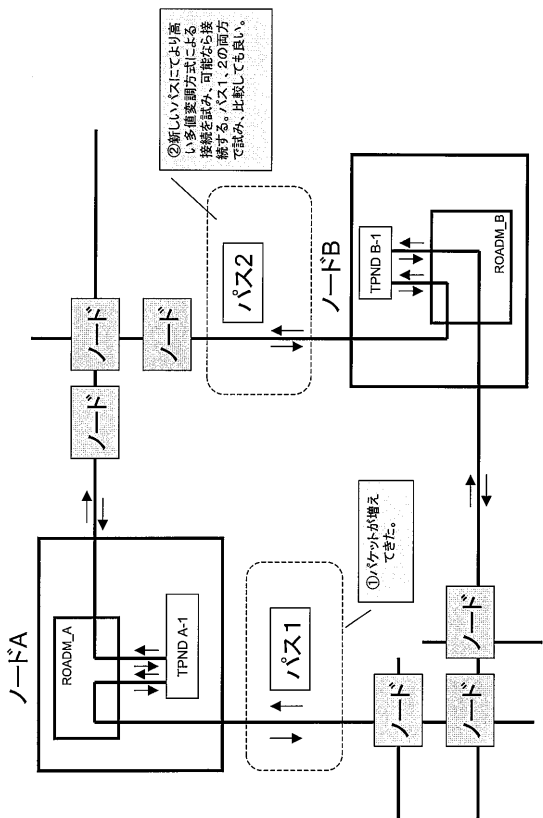 ノードA
ROADM_A
TPND A-1
ノード
ノード
ノード
パス1
パス2
①パケットが増え
てきた。
②新しいパスにてより高
い多値変調方式による
接続を試み、可能なら接
続する。パス1、2の両方
で試み、比較しても良い。
ノード
ノード
ノード
ノードB
TPND B-1
ROADM_B